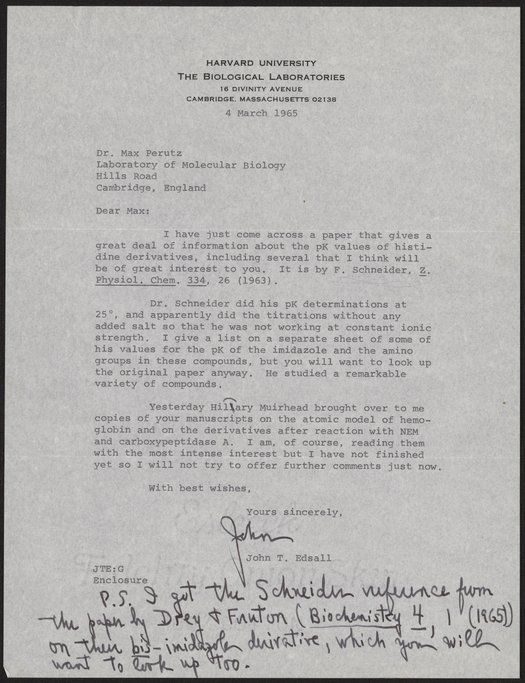 HARVARD UNIVERSITY
THE BIOLOGICAL LABORATORIES
16 DIVINITY AVENUE
CAMBRIDGE, MASSACHUSETTS 02138
4 March 1965
Dr. Max Perutz
Laboratory of Molecular Biology
Hills Road
Cambridge, England
Dear Max:
I have just come across a paper that gives a
great deal of information about the pK values of histi-
dine derivatives, including several that I think will
be of great interest to you. It is by F. Schneider, Z.
Physiol. Chem. 334, 26 (1963).
Dr. Schneider did his pK determinations at
25°, and apparently did the titrations without any
added salt so that he was not working at constant ionic
strength. I give a list on a separate sheet of some of
his values for the pK of the imidazole and the amino
groups in these compounds, but you will want to look up
the original paper anyway. He studied a remarkable
variety of compounds.
Yesterday Hillary Muirhead brought over to me
copies of your manuscripts on the atomic model of hemo-
globin and on the derivatives after reaction with NEM
and carboxypeptidase A. I am, of course, reading them
with the most intense interest but I have not finished
yet so I will not try to offer further comments just now.
With best wishes,
Yours sincerely,
John
John T. Edsall
JTE:G
Enclosure
P.S. I got the Schneider reference from
the paper by Drey & Fruton (Biochemistry 4, 1 (1965))
on their bis-imidazole derivative, which you will
want to look up too.